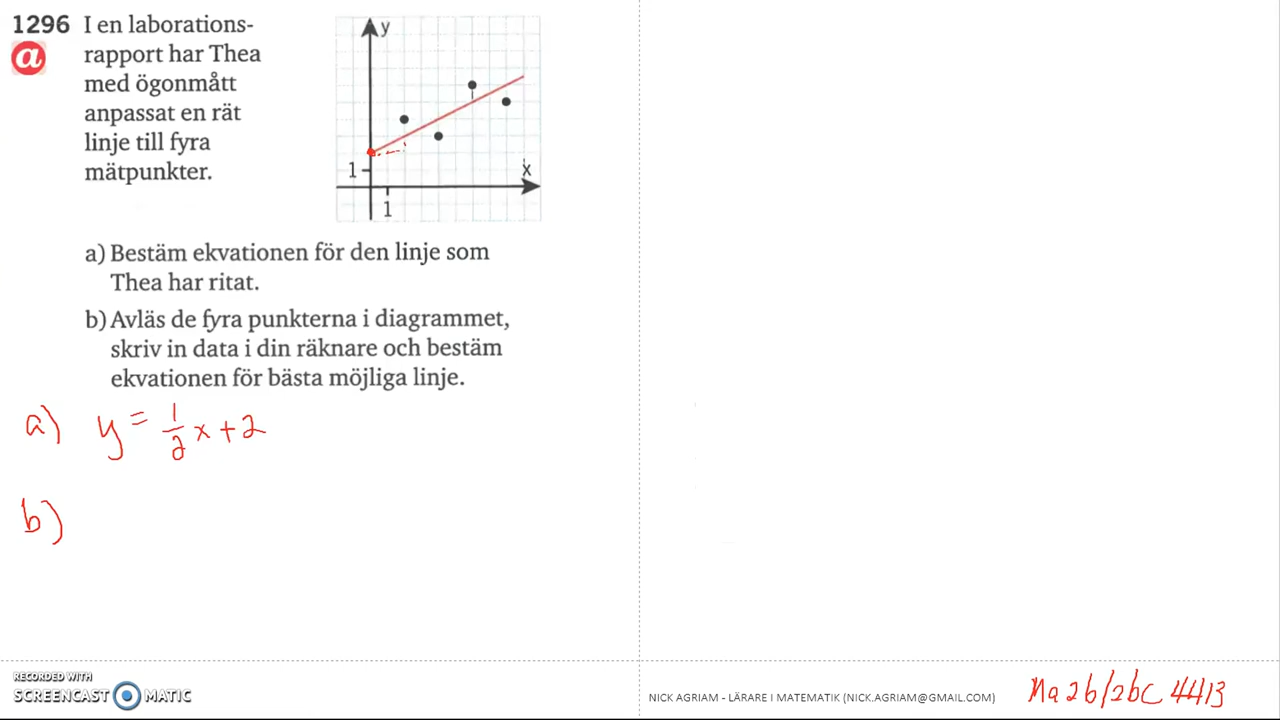 1296 I en laborations-
a
rapport har Thea
med ögonmått
anpassat en rät
linje till fyra
mätpunkter.
y
x
1
1
a) Bestäm ekvationen för den linje som
Thea har ritat.
b) Avläs de fyra punkterna i diagrammet,
skriv in data i din räknare och bestäm
ekvationen för bästa möjliga linje.
a) y = 1/2 x + 2
b)
RECORDED WITH
SCREENCAST MATIC
NICK AGRIAM - LÄRARE I MATEMATIK (NICK.AGRIAM@GMAIL.COM)
Ma 2b/2bc 4413